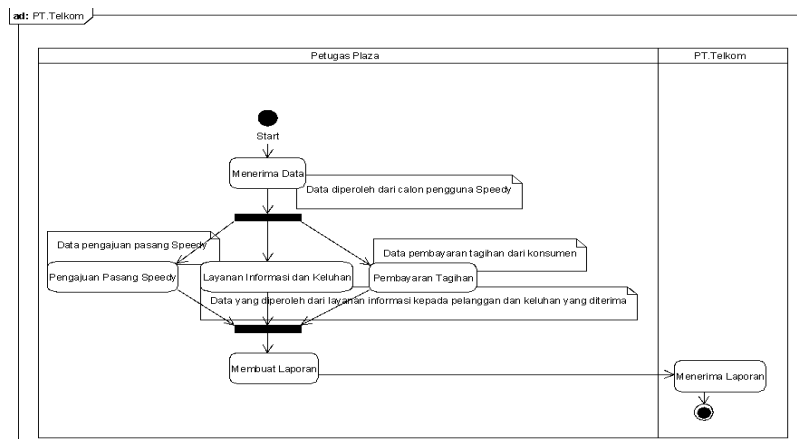 ad: PT.Telkom
Petugas Plaza
PT.Telkom
Start
Menerima Data
Data diperoleh dari calon pengguna Speedy
Data pengajuan pasang Speedy
Data pembayaran tagihan dari konsumen
Pengajuan Pasang Speedy
Layanan Informasi dan Keluhan
Pembayaran Tagihan
Data yang diperoleh dari layanan informasi kepada pelanggan dan keluhan yang diterima
Membuat Laporan
Menerima Laporan